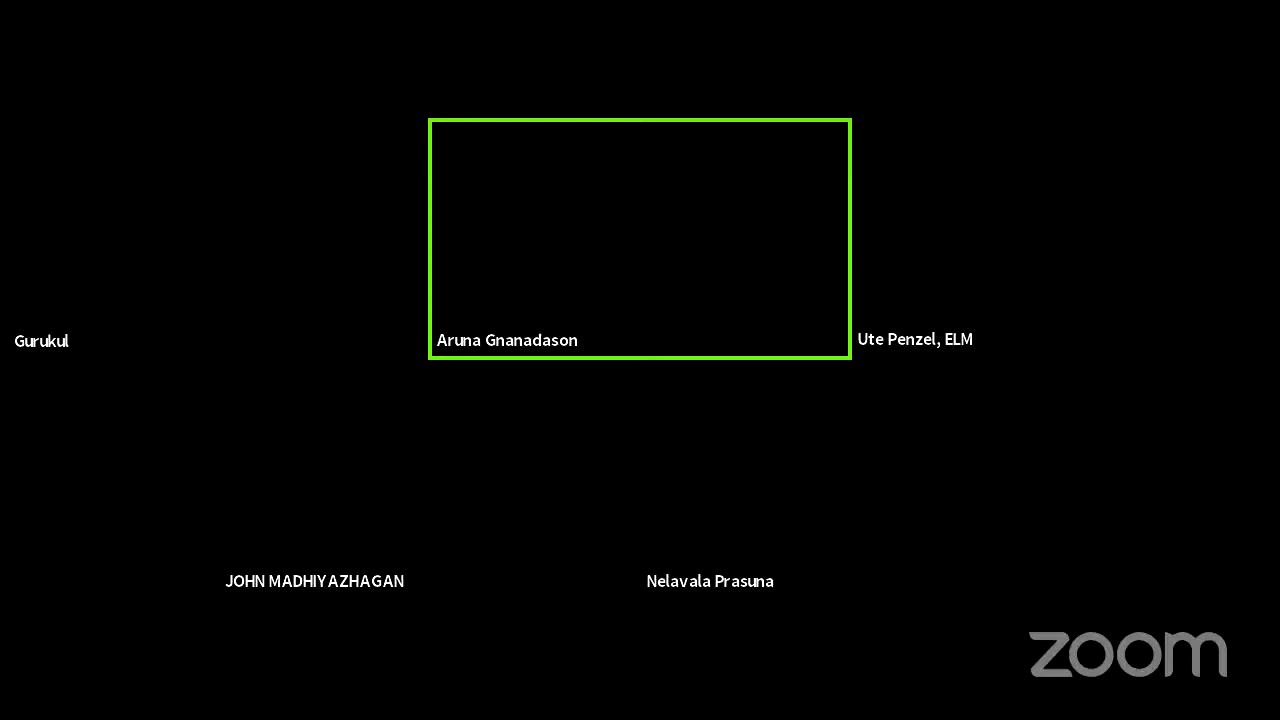 Gurukul
Aruna Gnanadason
Ute Penzel, ELM
JOHN MADHIYAZHAGAN
Nelavala Prasuna
zoom